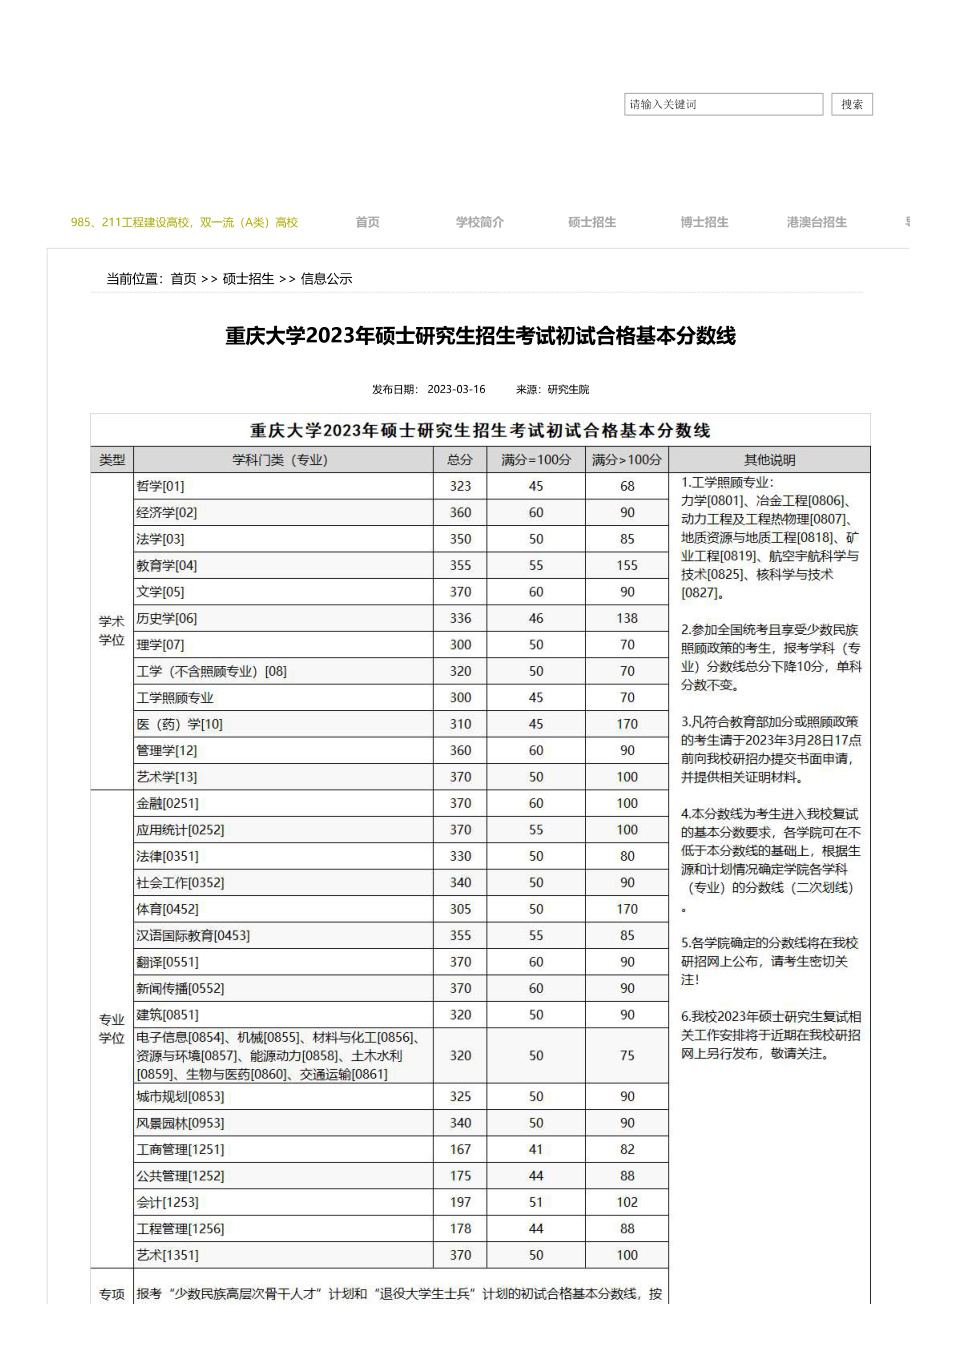 请输入关键词 搜索
985、211工程建设高校，双一流（A类）高校 首页 学校简介 硕士招生 博士招生 港澳台招生
当前位置：首页 >> 硕士招生 >> 信息公示
重庆大学2023年硕士研究生招生考试初试合格基本分数线
发布日期： 2023-03-16 来源：研究生院
重庆大学2023年硕士研究生招生考试初试合格基本分数线
类型 学科门类（专业） 总分 满分=100分 满分>100分 其他说明
学术
学位
哲学[01] 323 45 68
经济学[02] 360 60 90
法学[03] 350 50 85
教育学[04] 355 55 155
文学[05] 370 60 90
历史学[06] 336 46 138
理学[07] 300 50 70
工学（不含照顾专业）[08] 320 50 70
工学照顾专业 300 45 70
医（药）学[10] 310 45 170
管理学[12] 360 60 90
艺术学[13] 370 50 100
专业
学位
金融[0251] 370 60 100
应用统计[0252] 370 55 100
法律[0351] 330 50 80
社会工作[0352] 340 50 90
体育[0452] 305 50 170
汉语国际教育[0453] 355 55 85
翻译[0551] 370 60 90
新闻传播[0552] 370 60 90
建筑[0851] 320 50 90
电子信息[0854]、机械[0855]、材料与化工[0856]、
资源与环境[0857]、能源动力[0858]、土木水利
[0859]、生物与医药[0860]、交通运输[0861] 320 50 75
城市规划[0853] 325 50 90
风景园林[0953] 340 50 90
工商管理[1251] 167 41 82
公共管理[1252] 175 44 88
会计[1253] 197 51 102
工程管理[1256] 178 44 88
艺术[1351] 370 50 100
专项 报考“少数民族高层次骨干人才”计划和“退役大学生士兵”计划的初试合格基本分数线，按
1.工学照顾专业：
力学[0801]、冶金工程[0806]、
动力工程及工程热物理[0807]、
地质资源与地质工程[0818]、矿
业工程[0819]、航空宇航科学与
技术[0825]、核科学与技术
[0827]。
2.参加全国统考且享受少数民族
照顾政策的考生，报考学科（专
业）分数线总分下降10分，单科
分数不变。
3.凡符合教育部加分或照顾政策
的考生请于2023年3月28日17点
前向我校研招办提交书面申请，
并提供相关证明材料。
4.本分数线为考生进入我校复试
的基本分数要求，各学院可在不
低于本分数线的基础上，根据生
源和计划情况确定学院各学科
（专业）的分数线（二次划线）
。
5.各学院确定的分数线将在我校
研招网上公布，请考生密切关
注！
6.我校2023年硕士研究生复试相
关工作安排将于近期在我校研招
网上另行发布，敬请关注。